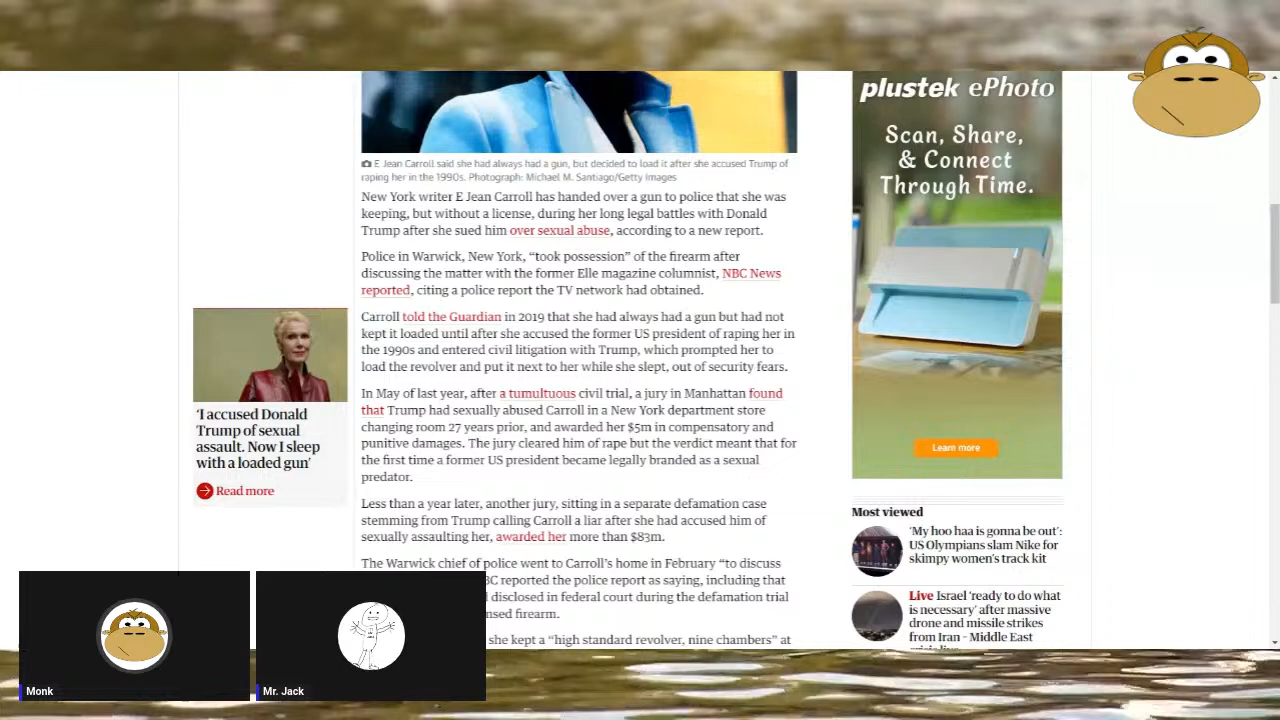 E Jean Carroll said she had always had a gun, but decided to load it after she accused Trump of
raping her in the 1990s. Photograph: Michael M. Santiago/Getty Images
New York writer E Jean Carroll has handed over a gun to police that she was
keeping, but without a license, during her long legal battles with Donald
Trump after she sued him over sexual abuse, according to a new report.
Police in Warwick, New York, “took possession” of the firearm after
discussing the matter with the former Elle magazine columnist, NBC News
reported, citing a police report the TV network had obtained.
Carroll told the Guardian in 2019 that she had always had a gun but had not
kept it loaded until after she accused the former US president of raping her in
the 1990s and entered civil litigation with Trump, which prompted her to
load the revolver and put it next to her while she slept, out of security fears.
In May of last year, after a tumultuous civil trial, a jury in Manhattan found
that Trump had sexually abused Carroll in a New York department store
changing room 27 years prior, and awarded her $5m in compensatory and
punitive damages. The jury cleared him of rape but the verdict meant that for
the first time a former US president became legally branded as a sexual
predator.
Less than a year later, another jury, sitting in a separate defamation case
stemming from Trump calling Carroll a liar after she had accused him of
sexually assaulting her, awarded her more than $83m.
The Warwick chief of police went to Carroll’s home in February “to discuss
BC reported the police report as saying, including that
disclosed in federal court during the defamation trial
nsed firearm.
she kept a “high standard revolver, nine chambers” at
‘I accused Donald
Trump of sexual
assault. Now I sleep
with a loaded gun’
Read more
plustek ePhoto
Scan, Share,
& Connect
Through Time.
Learn more
Most viewed
‘My hoo haa is gonna be out’:
US Olympians slam Nike for
skimpy women’s track kit
Live Israel ‘ready to do what
is necessary’ after massive
drone and missile strikes
from Iran – Middle East
Monk
Mr. Jack